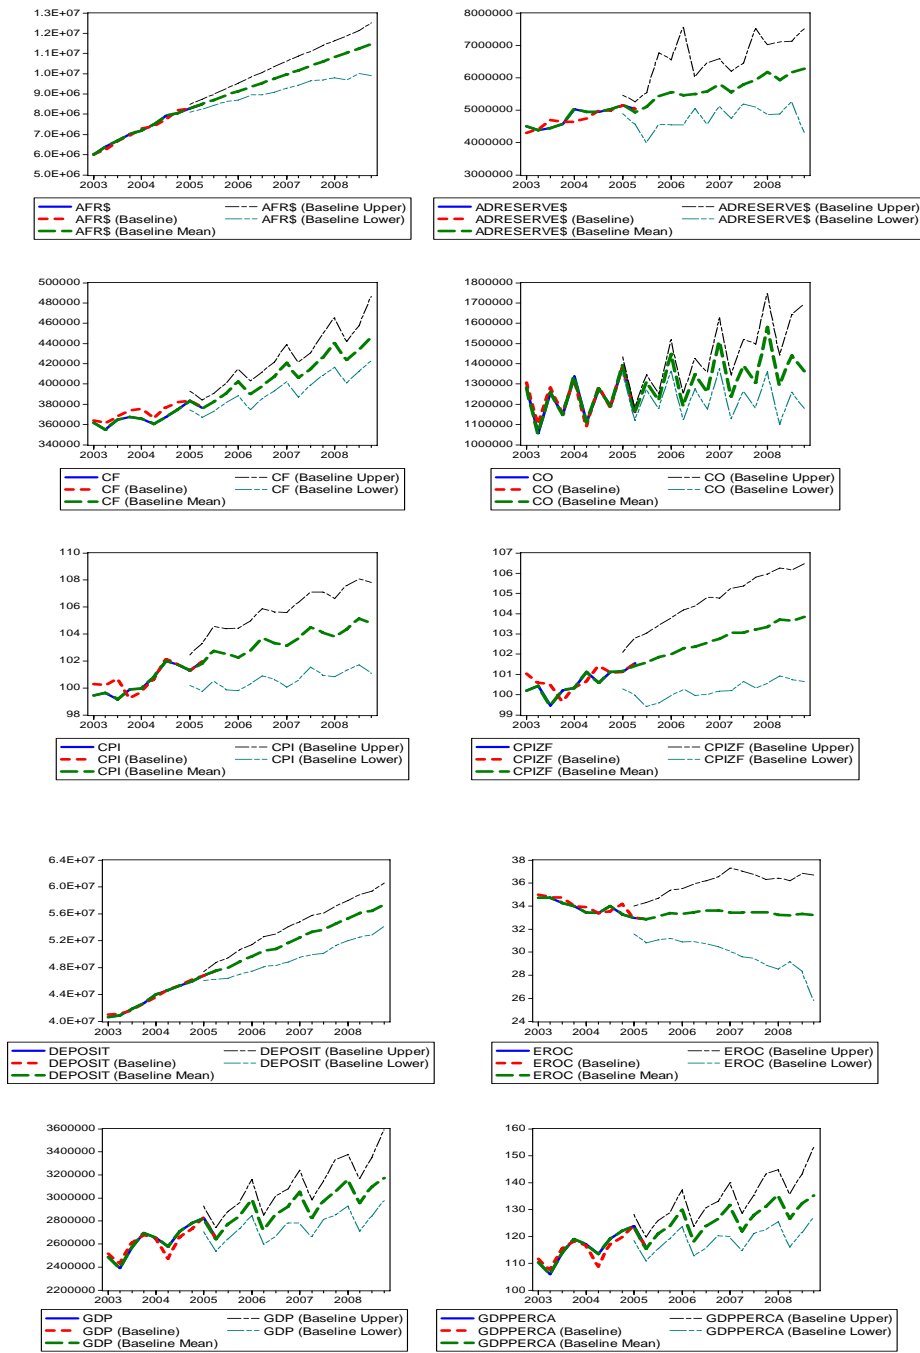 1.3E+07
1.2E+07
1.1E+07
1.0E+07
9.0E+06
8.0E+06
7.0E+06
6.0E+06
5.0E+06
2003 2004 2005 2006 2007 2008
AFR$ AFR$ (Baseline Upper)
AFR$ (Baseline) AFR$ (Baseline Lower)
AFR$ (Baseline Mean)
8000000
7000000
6000000
5000000
4000000
3000000
2003 2004 2005 2006 2007 2008
ADRESERVE$ ADRESERVE$ (Baseline Upper)
ADRESERVE$ (Baseline) ADRESERVE$ (Baseline Lower)
ADRESERVE$ (Baseline Mean)
500000
480000
460000
440000
420000
400000
380000
360000
340000
2003 2004 2005 2006 2007 2008
CF CF (Baseline Upper)
CF (Baseline) CF (Baseline Lower)
CF (Baseline Mean)
1800000
1700000
1600000
1500000
1400000
1300000
1200000
1100000
1000000
2003 2004 2005 2006 2007 2008
CO CO (Baseline Upper)
CO (Baseline) CO (Baseline Lower)
CO (Baseline Mean)
110
108
106
104
102
100
98
2003 2004 2005 2006 2007 2008
CPI CPI (Baseline Upper)
CPI (Baseline) CPI (Baseline Lower)
CPI (Baseline Mean)
107
106
105
104
103
102
101
100
99
2003 2004 2005 2006 2007 2008
CPIZF CPIZF (Baseline Upper)
CPIZF (Baseline) CPIZF (Baseline Lower)
CPIZF (Baseline Mean)
6.4E+07
6.0E+07
5.6E+07
5.2E+07
4.8E+07
4.4E+07
4.0E+07
2003 2004 2005 2006 2007 2008
DEPOSIT DEPOSIT (Baseline Upper)
DEPOSIT (Baseline) DEPOSIT (Baseline Lower)
DEPOSIT (Baseline Mean)
38
36
34
32
30
28
26
24
2003 2004 2005 2006 2007 2008
EROC EROC (Baseline Upper)
EROC (Baseline) EROC (Baseline Lower)
EROC (Baseline Mean)
3600000
3400000
3200000
3000000
2800000
2600000
2400000
2200000
2003 2004 2005 2006 2007 2008
GDP GDP (Baseline Upper)
GDP (Baseline) GDP (Baseline Lower)
GDP (Baseline Mean)
160
150
140
130
120
110
100
2003 2004 2005 2006 2007 2008
GDPPERCA GDPPERCA (Baseline Upper)
GDPPERCA (Baseline) GDPPERCA (Baseline Lower)
GDPPERCA (Baseline Mean)